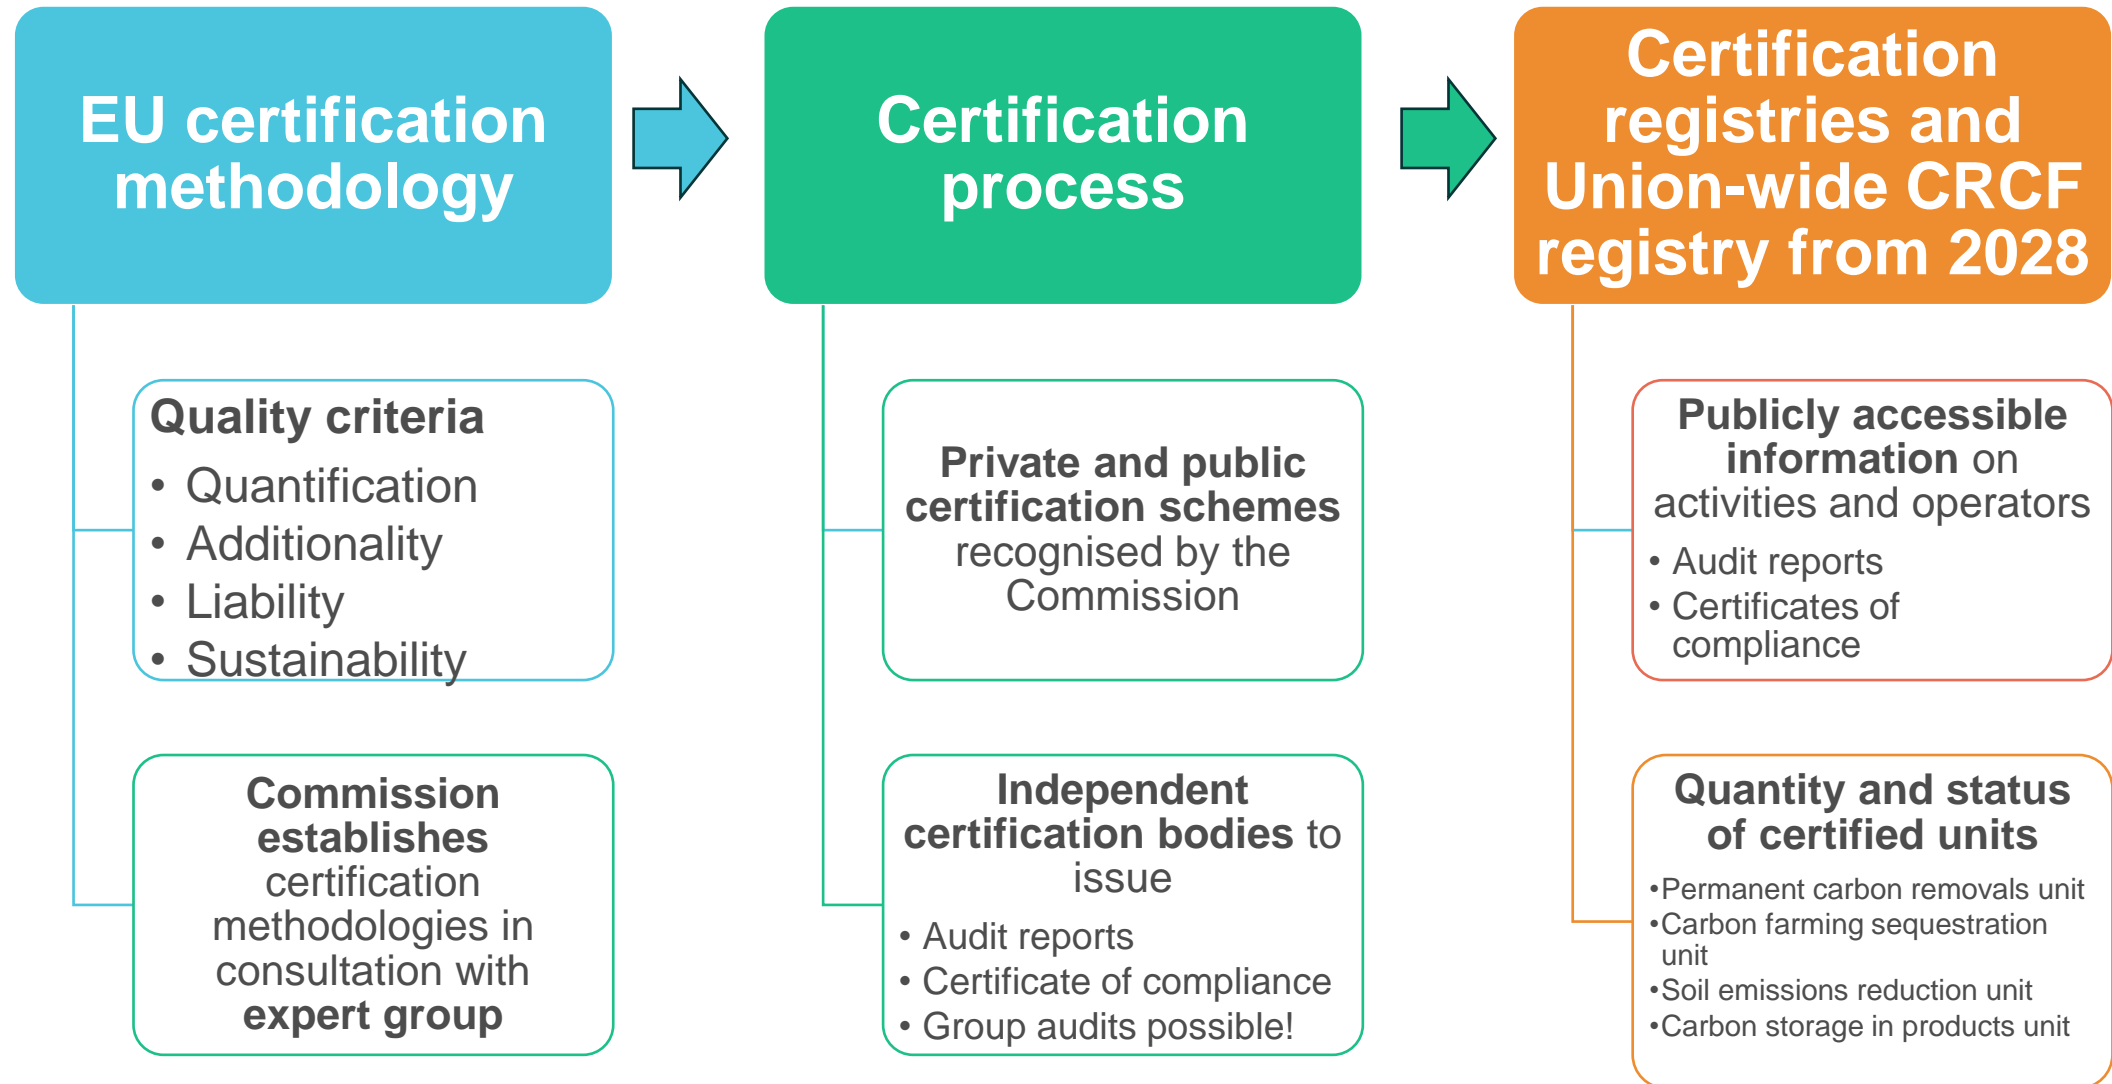 EU certification
methodology
Quality criteria
• Quantification
• Additionality
• Liability
• Sustainability
Commission
establishes
certification
methodologies in
consultation with
expert group
Certification
process
Private and public
certification schemes
recognised by the
Commission
Independent
certification bodies to
issue
• Audit reports
• Certificate of compliance
• Group audits possible!
Certification
registries and
Union-wide CRCF
registry from 2028
Publicly accessible
information on
activities and operators
• Audit reports
• Certificates of
compliance
Quantity and status
of certified units
•Permanent carbon removals unit
•Carbon farming sequestration
unit
•Soil emissions reduction unit
•Carbon storage in products unit